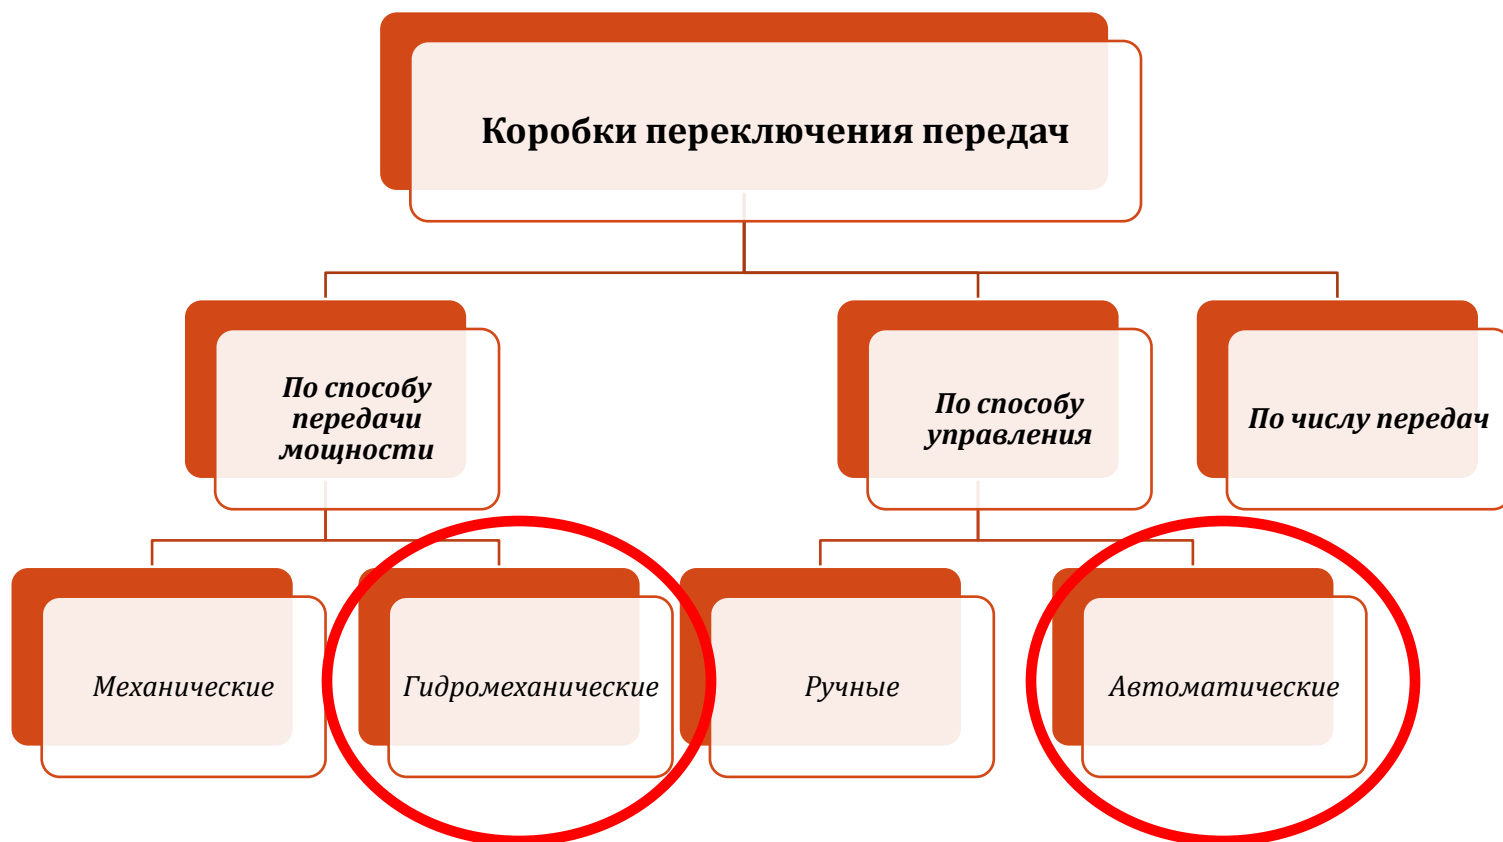 Коробки переключения передач
По способу
передачи
мощности
По способу
управления
По числу передач
Механические
Гидромеханические
Ручные
Автоматические